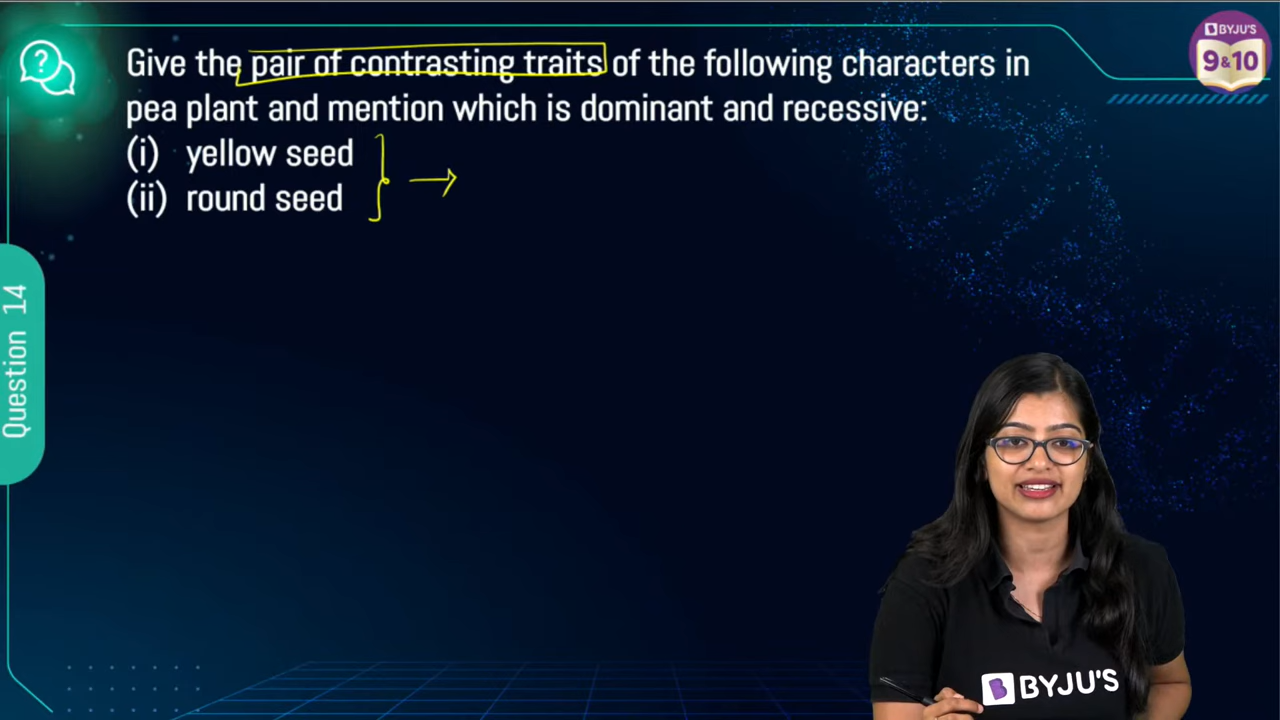 Give the pair of contrasting traits of the following characters in
pea plant and mention which is dominant and recessive:
(i) yellow seed
(ii) round seed
Question 14
BYJU'S
9&10
BYJU'S